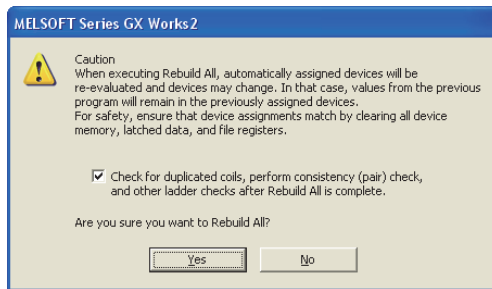 MELSOFT Series GX Works2
Caution
When executing Rebuild All, automatically assigned devices will be
re-evaluated and devices may change. In that case, values from the previous
program will remain in the previously assigned devices.
For safety, ensure that device assignments match by clearing all device
memory, latched data, and file registers.
Check for duplicated coils, perform consistency (pair) check,
and other ladder checks after Rebuild All is complete.
Are you sure you want to Rebuild All?
Yes No